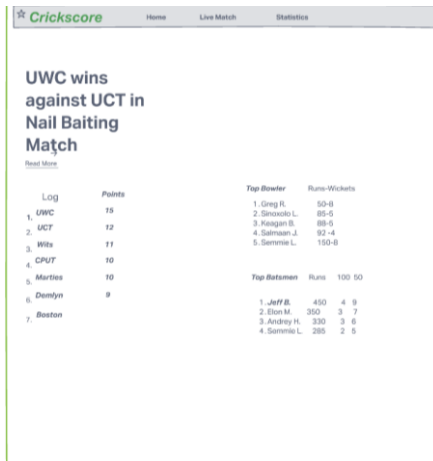 Crickscore Home Live Match Statistics
UWC wins
against UCT in
Nail Baiting
Match
Read More
Log Points
1. UWC 15
2. UCT 12
3. Wits 11
4. CPUT 10
5. Marties 10
6. Demlyn 9
7. Boston
Top Bowler Runs-Wickets
1. Greg R. 50-8
2. Sinoxolo L. 85-5
3. Keagan B. 88-5
4. Salmaan J. 92 -4
5. Semmie L. 150-6
Top Batsmen Runs 100 50
1. Jeff B. 450 4 9
2. Elon M. 350 3 7
3. Andrey H. 330 3 6
4. Sammie L. 285 2 5